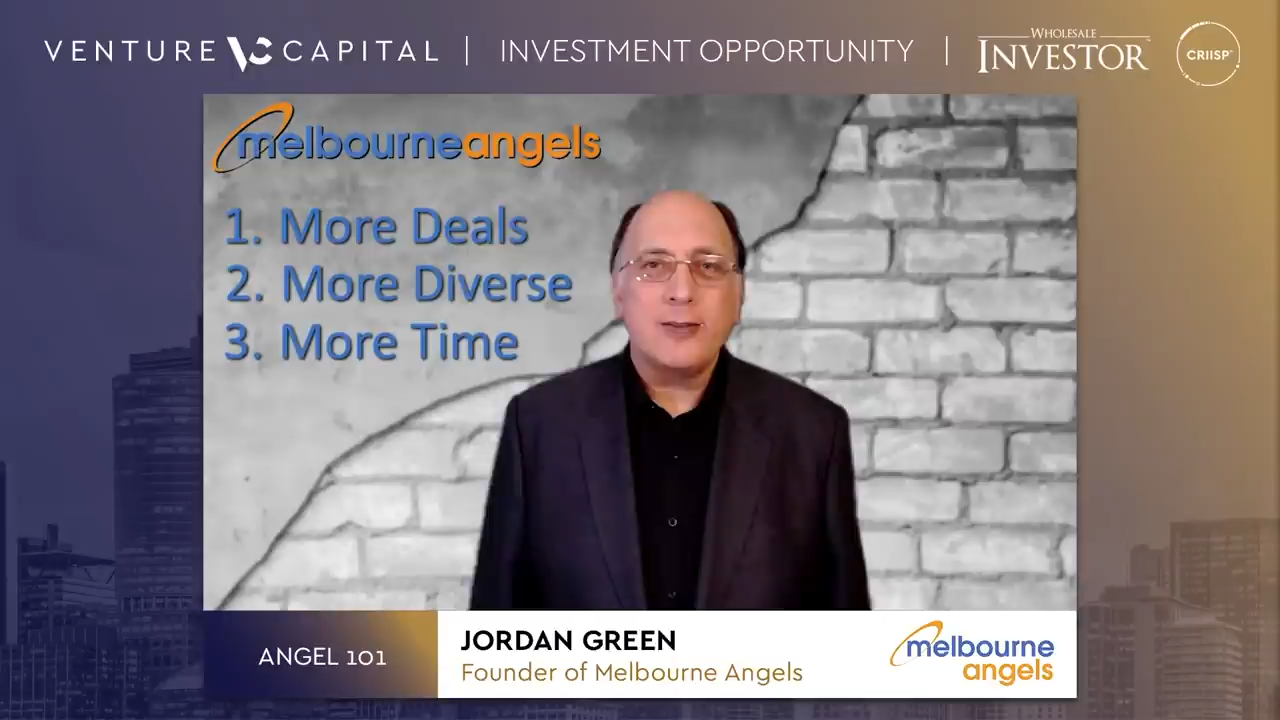 VENTURE VC CAPITAL | INVESTMENT OPPORTUNITY | WHOLESALE INVESTOR CRIISP
melbourneangels
1. More Deals
2. More Diverse
3. More Time
ANGEL 101
JORDAN GREEN
Founder of Melbourne Angels
melbourne
angels